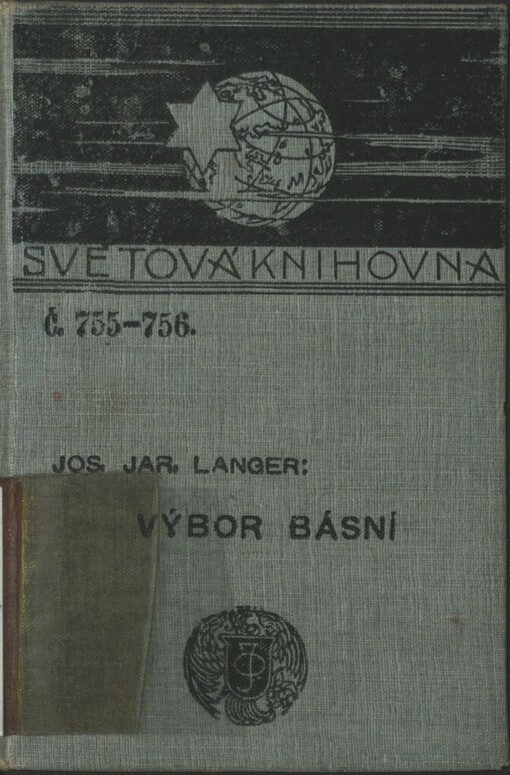 SVĚTOVÁ KNIHOVNA
č. 755-756.
JOS. JAR. LANGER:
VÝBOR BÁSNÍ